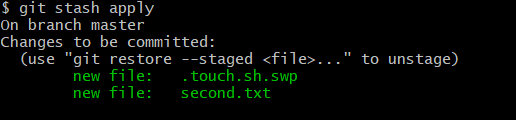 $ git stash apply
On branch master
Changes to be committed:
  (use "git restore --staged <file>..." to unstage)
        new file:   .touch.sh.swp
        new file:   second.txt